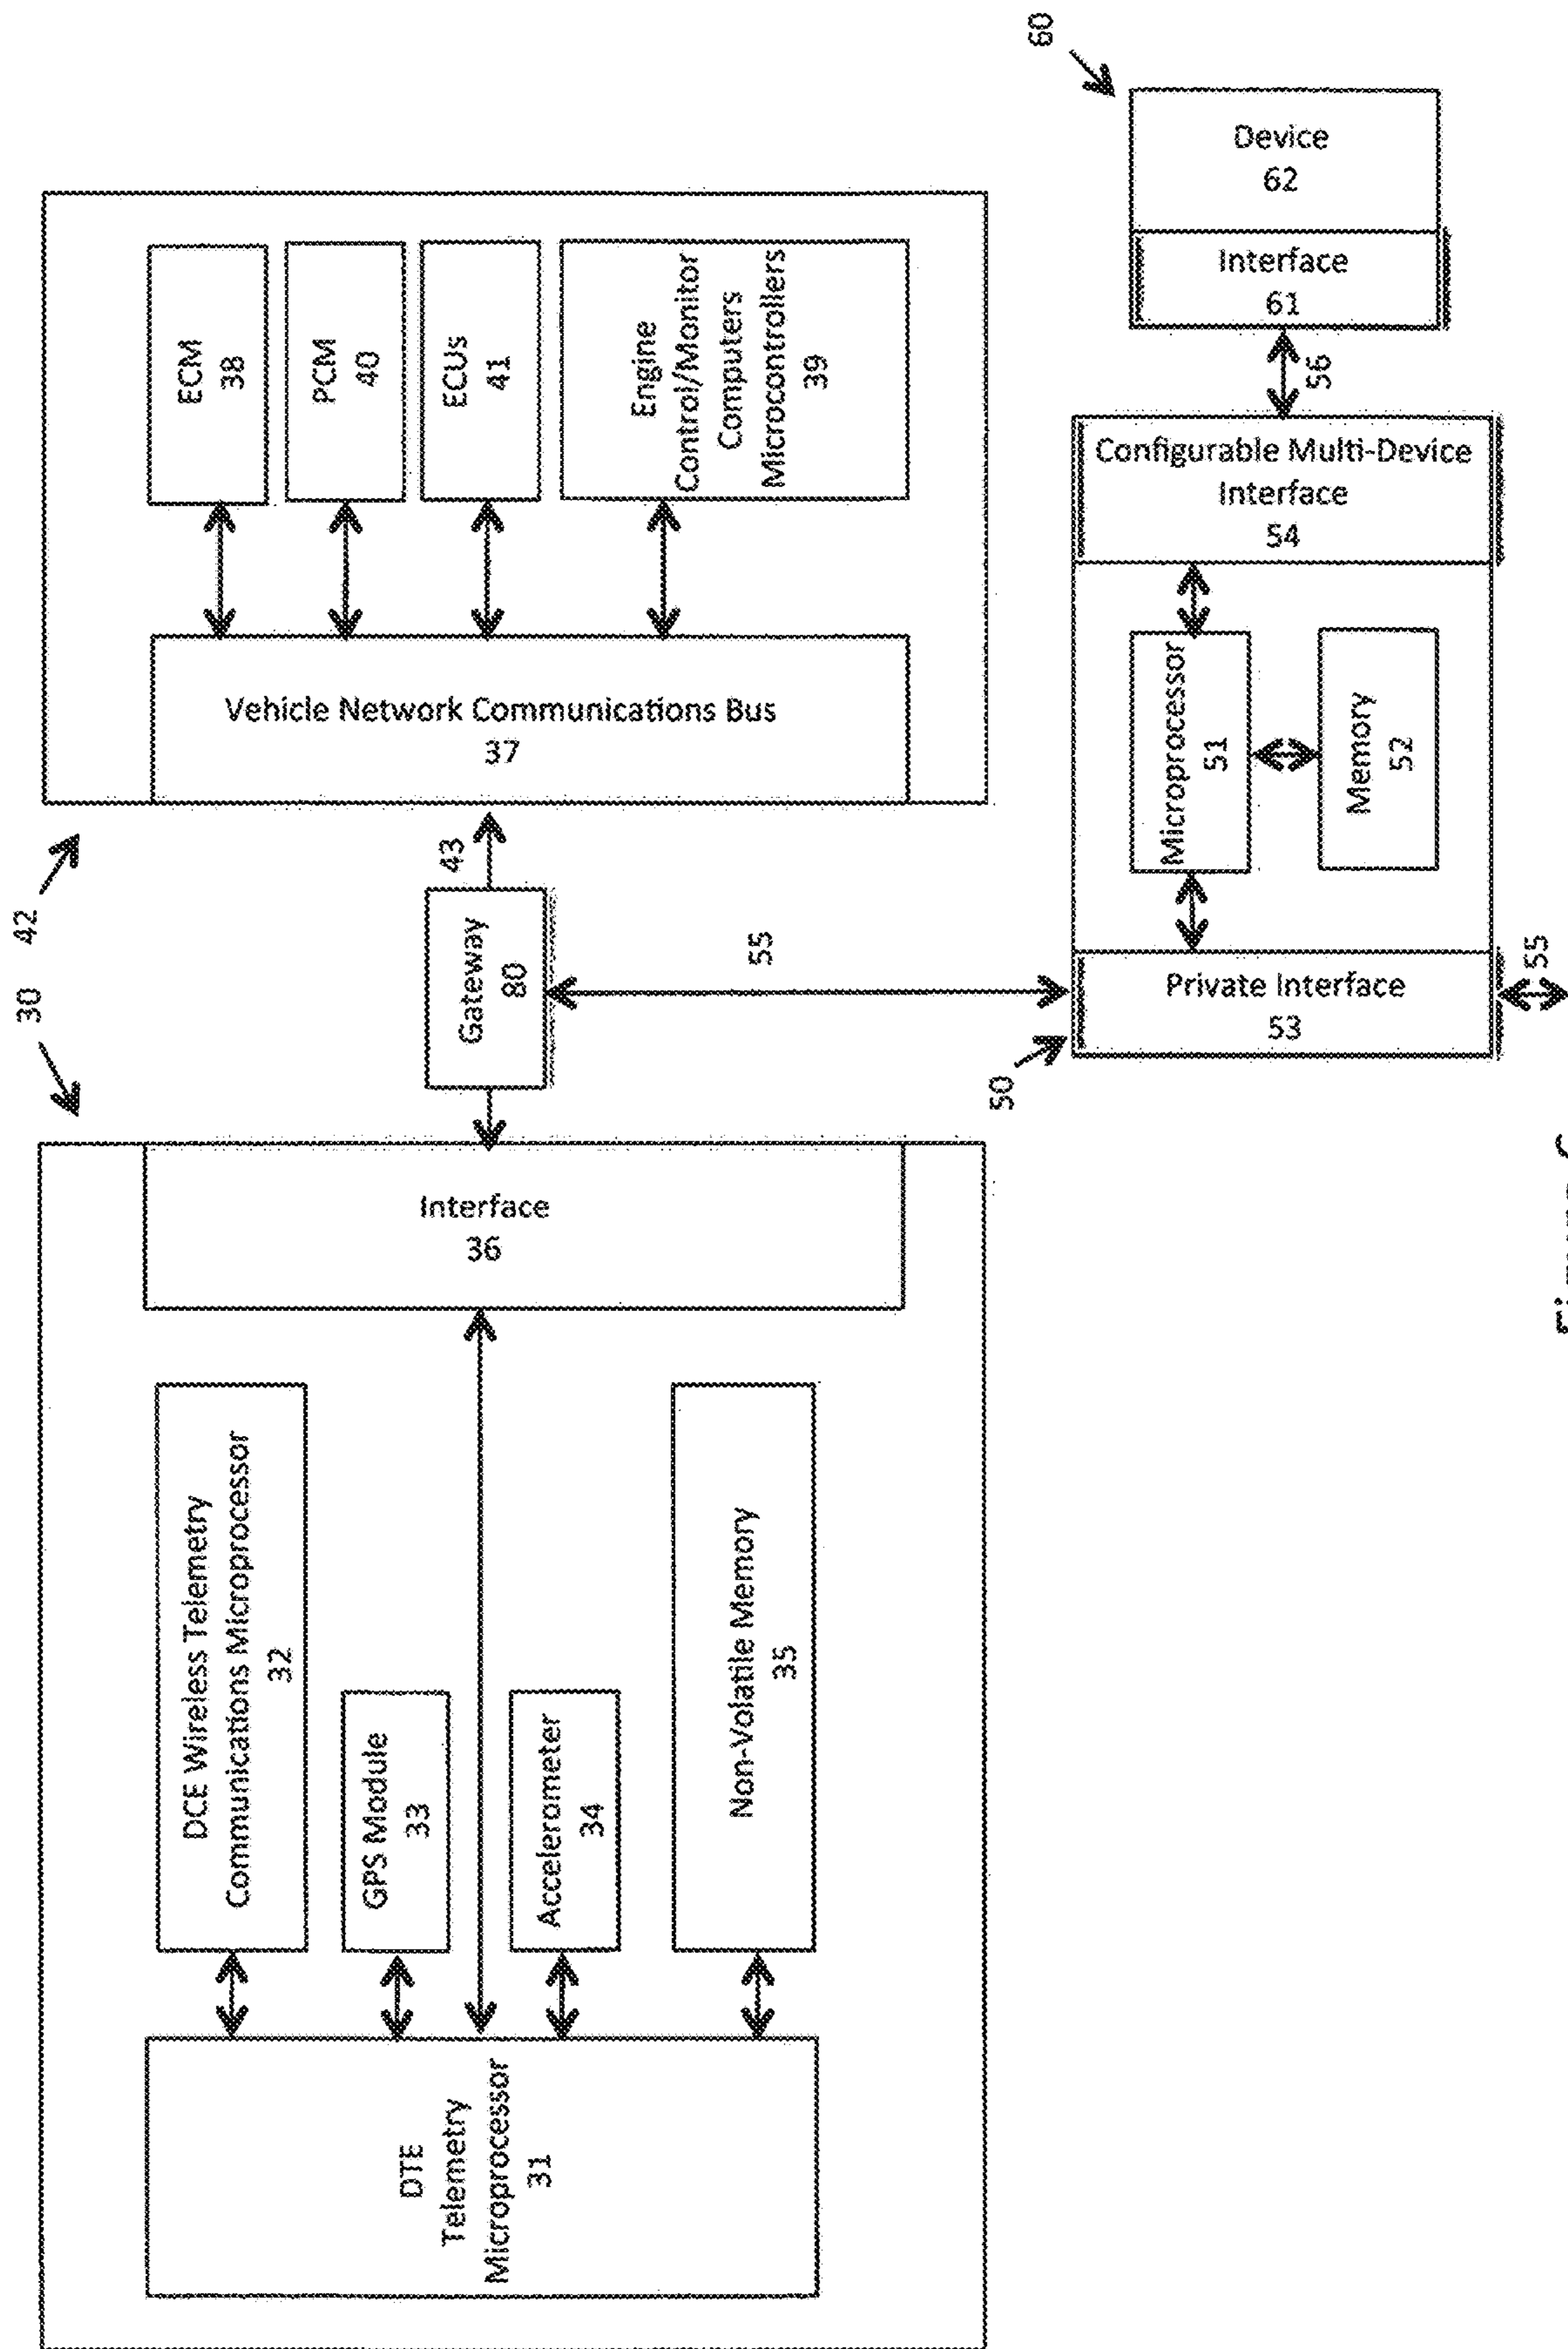 30
42
DTE
Telemetry
Microprocessor
31
DCE Wireless Telemetry
Communications Microprocessor
32
GPS Module
33
Accelerometer
34
Non-Volatile Memory
35
Interface
36
Gateway
80
43
Vehicle Network Communications Bus
37
ECM
38
PCM
40
ECUs
41
Engine
Control/Monitor
Computers
Microcontrollers
39
55
50
Private Interface
53
55
Microprocessor
51
Memory
52
Configurable Multi-Device
Interface
54
56
60
Interface
61
Device
62